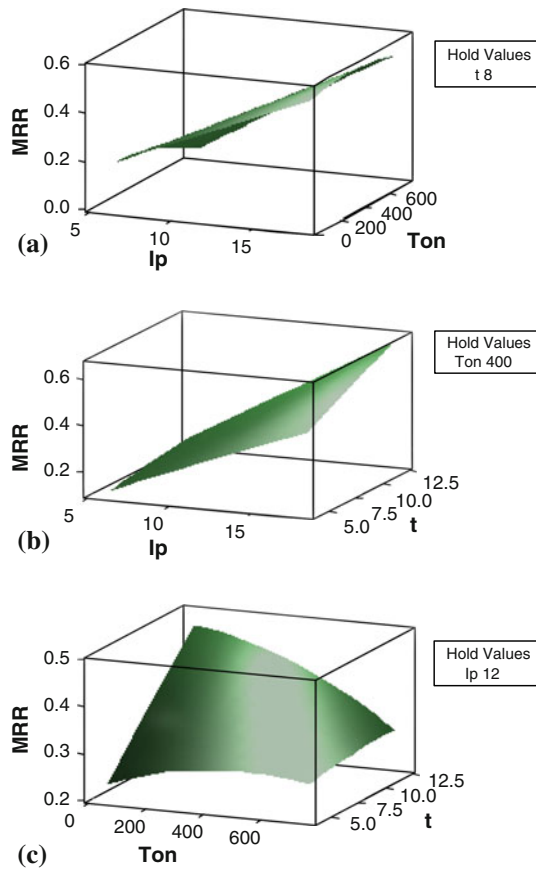 0.6
0.4
MRR
0.2
0.0
5
10
15
Ip
0
200
400
600
Ton
Hold Values
t 8
(a)
0.6
0.4
MRR
0.2
5
10
15
Ip
5.0
7.5
10.0
12.5
t
Hold Values
Ton 400
(b)
0.5
0.4
MRR
0.3
0.2
0
200
400
600
Ton
5.0
7.5
10.0
12.5
t
Hold Values
Ip 12
(c)